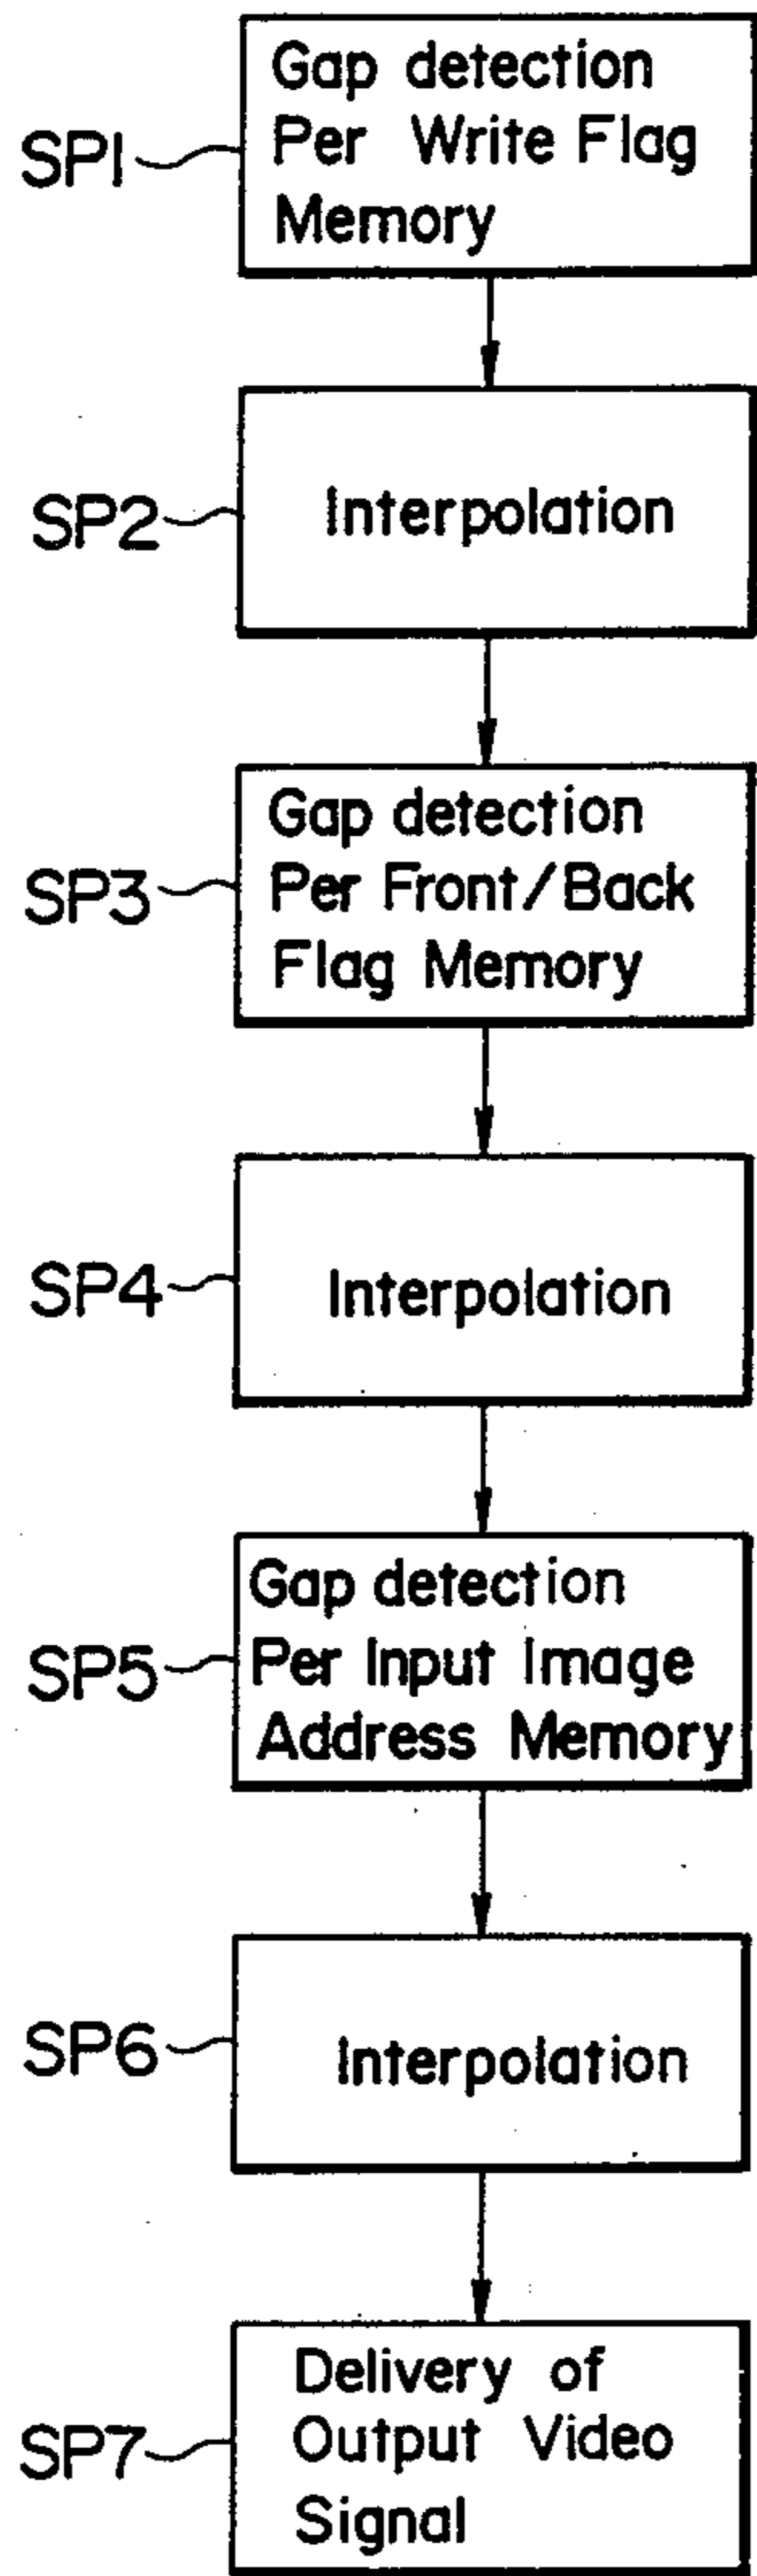 SP1
Gap detection
Per Write Flag
Memory
SP2
Interpolation
SP3
Gap detection
Per Front/Back
Flag Memory
SP4
Interpolation
SP5
Gap detection
Per Input Image
Address Memory
SP6
Interpolation
SP7
Delivery of
Output Video
Signal